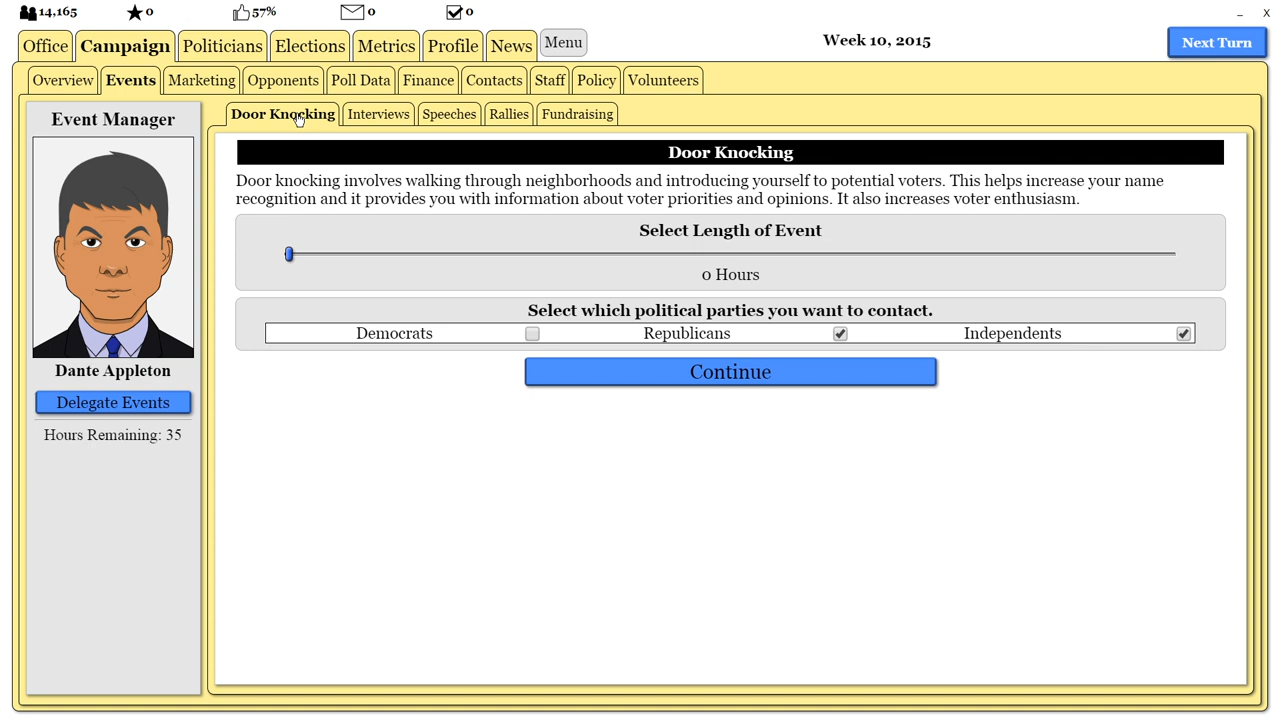 14,165 0 57% 0 0 _ X
Office Campaign Politicians Elections Metrics Profile News Menu Week 10, 2015 Next Turn
Overview Events Marketing Opponents Poll Data Finance Contacts Staff Policy Volunteers
Event Manager
Dante Appleton
Delegate Events
Hours Remaining: 35
Door Knocking Interviews Speeches Rallies Fundraising
Door Knocking
Door knocking involves walking through neighborhoods and introducing yourself to potential voters. This helps increase your name
recognition and it provides you with information about voter priorities and opinions. It also increases voter enthusiasm.
Select Length of Event
0 Hours
Select which political parties you want to contact.
Democrats Republicans Independents
Continue